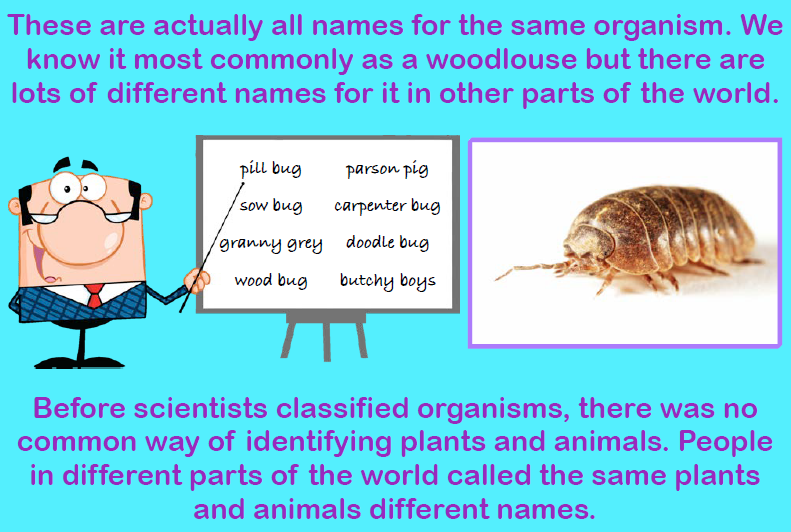 These are actually all names for the same organism. We
know it most commonly as a woodlouse but there are
lots of different names for it in other parts of the world.
pill bug parson pig
sow bug carpenter bug
granny grey doodle bug
wood bug butchy boys
Before scientists classified organisms, there was no
common way of identifying plants and animals. People
in different parts of the world called the same plants
and animals different names.